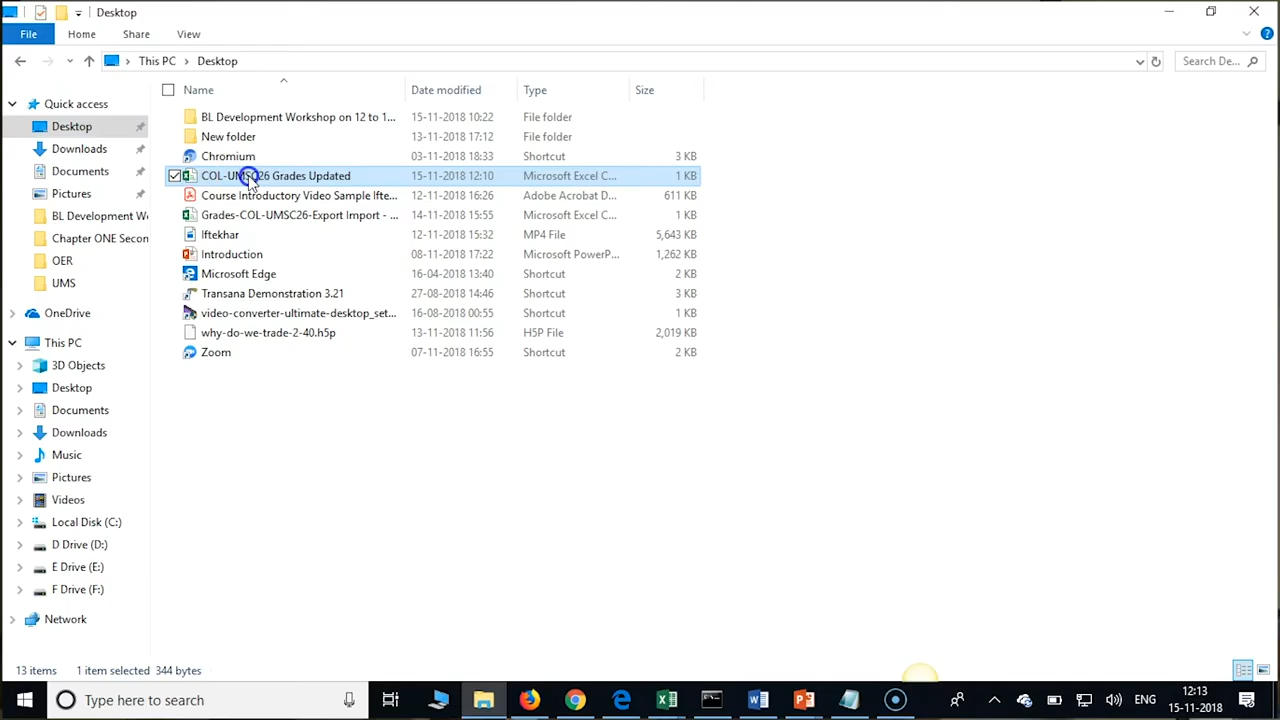 Desktop
File Home Share View
This PC Desktop Search De...
Name Date modified Type Size
Quick access
Desktop
Downloads
Documents
Pictures
BL Development Wo
Chapter ONE Secon
OER
UMS
OneDrive
This PC
3D Objects
Desktop
Documents
Downloads
Music
Pictures
Videos
Local Disk (C:)
D Drive (D:)
E Drive (E:)
F Drive (F:)
Network
BL Development Workshop on 12 to 1... 15-11-2018 10:22 File folder
New folder 13-11-2018 17:12 File folder
Chromium 03-11-2018 18:33 Shortcut 3 KB
COL-UMSC26 Grades Updated 15-11-2018 12:10 Microsoft Excel C... 1 KB
Course Introductory Video Sample Ifte... 12-11-2018 16:26 Adobe Acrobat D... 611 KB
Grades-COL-UMSC26-Export Import - ... 14-11-2018 15:55 Microsoft Excel C... 1 KB
Iftekhar 12-11-2018 15:32 MP4 File 5,643 KB
Introduction 08-11-2018 17:22 Microsoft PowerP... 1,262 KB
Microsoft Edge 16-04-2018 13:40 Shortcut 2 KB
Transana Demonstration 3.21 27-08-2018 14:46 Shortcut 3 KB
video-converter-ultimate-desktop_set... 16-08-2018 00:55 Shortcut 1 KB
why-do-we-trade-2-40.h5p 13-11-2018 11:56 H5P File 2,019 KB
Zoom 07-11-2018 16:55 Shortcut 2 KB
13 items 1 item selected 344 bytes
Type here to search ENG 12:13
15-11-2018